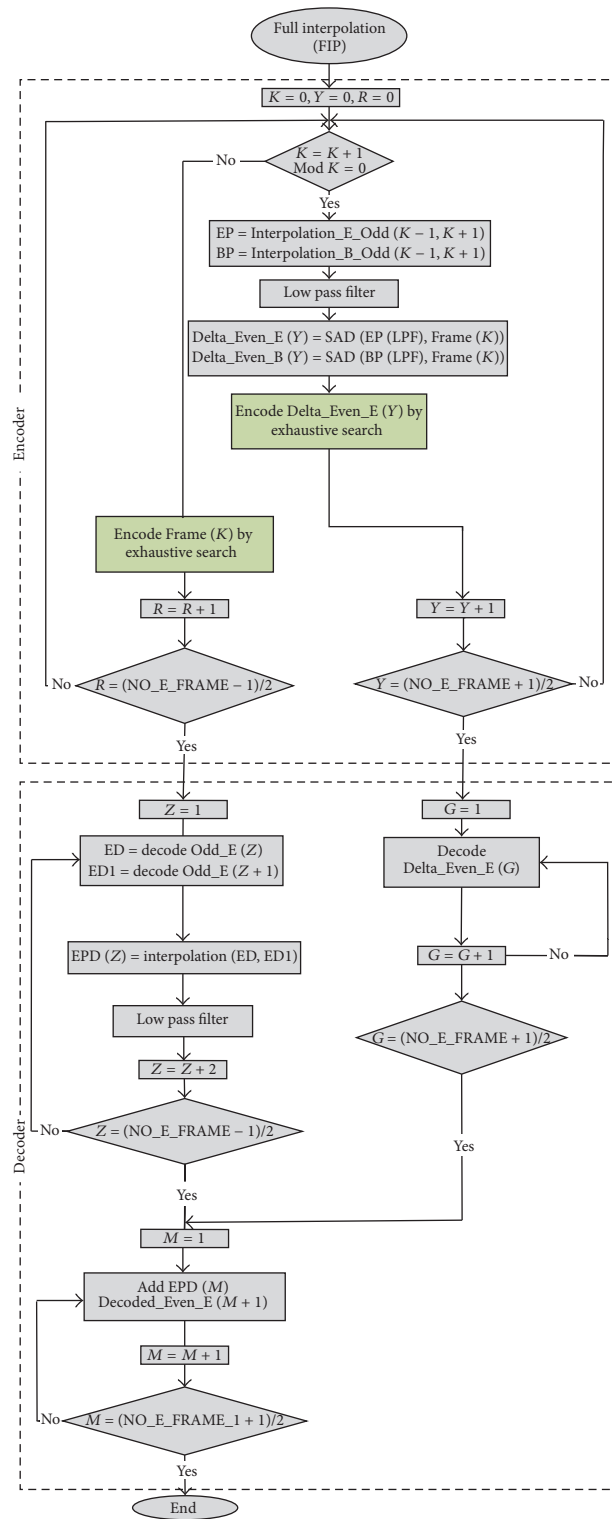 Full interpolation
(FIP)
K = 0, Y = 0, R = 0
K = K + 1
Mod K = 0
No
Yes
EP = Interpolation_E_Odd (K − 1, K + 1)
BP = Interpolation_B_Odd (K − 1, K + 1)
Low pass filter
Delta_Even_E (Y) = SAD (EP (LPF), Frame (K))
Delta_Even_B (Y) = SAD (BP (LPF), Frame (K))
Encode Delta_Even_E (Y) by
exhaustive search
Encoder
Encode Frame (K) by
exhaustive search
R = R + 1
Y = Y + 1
No
R = (NO_E_FRAME − 1)/2
Y = (NO_E_FRAME + 1)/2
No
Yes
Yes
Z = 1
G = 1
ED = decode Odd_E (Z)
ED1 = decode Odd_E (Z + 1)
Decode
Delta_Even_E (G)
EPD (Z) = interpolation (ED, ED1)
G = G + 1
No
Low pass filter
G = (NO_E_FRAME + 1)/2
Z = Z + 2
No
Z = (NO_E_FRAME − 1)/2
Decoder
Yes
Yes
M = 1
Add EPD (M)
Decoded_Even_E (M + 1)
M = M + 1
No
M = (NO_E_FRAME_1 + 1)/2
Yes
End